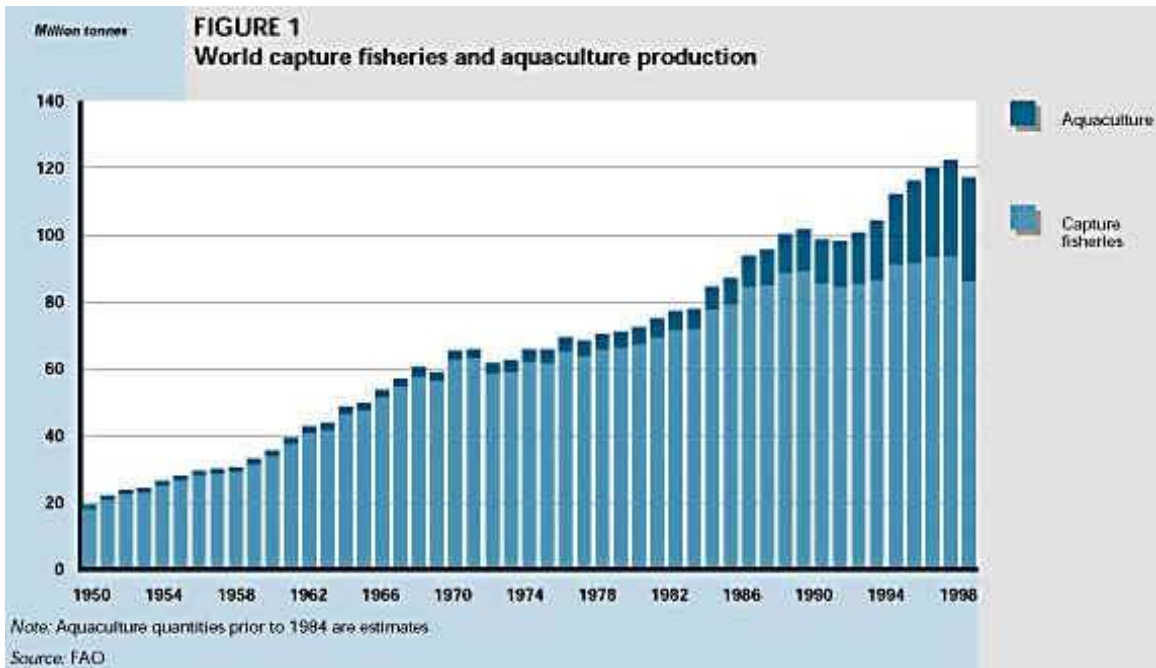 Million tonnes
FIGURE 1
World capture fisheries and aquaculture production
140
120
100
80
60
40
20
0
1950 1954 1958 1962 1966 1970 1974 1978 1982 1986 1990 1994 1998
Aquaculture
Capture
fisheries
Note: Aquaculture quantities prior to 1984 are estimates
Source: FAO